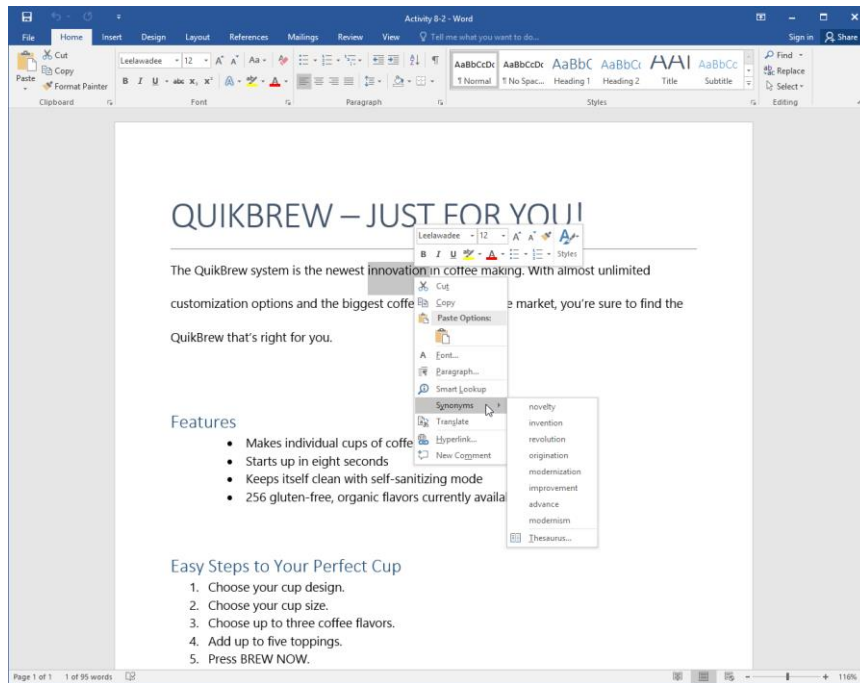 Activity 8-2 - Word
File Home Insert Design Layout References Mailings Review View Tell me what you want to do... Sign in Share
Paste
Cut
Copy
Format Painter
Clipboard
Leelawadee 12 A A Aa
B I U abc x₂ x² A A
Font
Paragraph
AaBbCcDc AaBbCcDc AaBbC AaBbCc AAI AaBbCc
¶ Normal ¶ No Spac... Heading 1 Heading 2 Title Subtitle
Styles
Find
Replace
Select
Editing
QUIKBREW – JUST FOR YOU!
Leelawadee 12 A A
B I U A Styles
The QuikBrew system is the newest innovation in coffee making. With almost unlimited
customization options and the biggest coffe e market, you're sure to find the
QuikBrew that's right for you.
Cut
Copy
Paste Options:
Font...
Paragraph...
Smart Lookup
Synonyms
Translate
Hyperlink...
New Comment
novelty
invention
revolution
origination
modernization
improvement
advance
modernism
Thesaurus...
Features
• Makes individual cups of coffe
• Starts up in eight seconds
• Keeps itself clean with self-sanitizing mode
• 256 gluten-free, organic flavors currently availa
Easy Steps to Your Perfect Cup
1. Choose your cup design.
2. Choose your cup size.
3. Choose up to three coffee flavors.
4. Add up to five toppings.
5. Press BREW NOW.
Page 1 of 1 1 of 95 words 116%